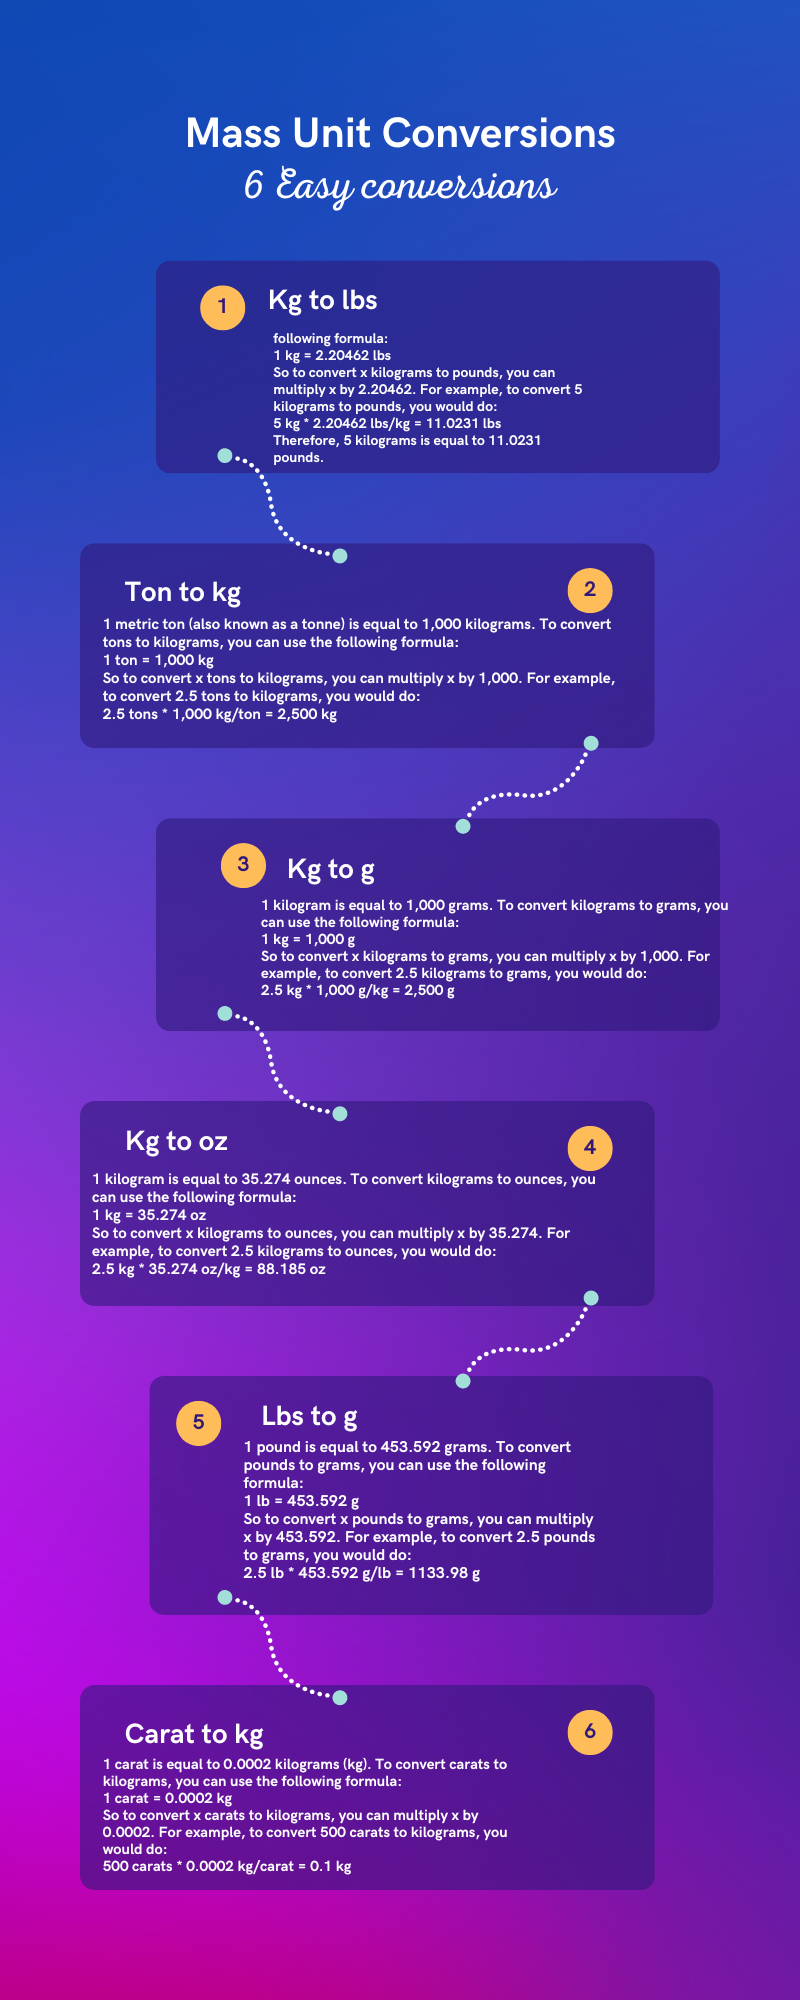 Mass Unit Conversions
6 Easy conversions
1
Kg to lbs
following formula:
1 kg = 2.20462 lbs
So to convert x kilograms to pounds, you can
multiply x by 2.20462. For example, to convert 5
kilograms to pounds, you would do:
5 kg * 2.20462 lbs/kg = 11.0231 lbs
Therefore, 5 kilograms is equal to 11.0231
pounds.
Ton to kg
2
1 metric ton (also known as a tonne) is equal to 1,000 kilograms. To convert
tons to kilograms, you can use the following formula:
1 ton = 1,000 kg
So to convert x tons to kilograms, you can multiply x by 1,000. For example,
to convert 2.5 tons to kilograms, you would do:
2.5 tons * 1,000 kg/ton = 2,500 kg
3
Kg to g
1 kilogram is equal to 1,000 grams. To convert kilograms to grams, you
can use the following formula:
1 kg = 1,000 g
So to convert x kilograms to grams, you can multiply x by 1,000. For
example, to convert 2.5 kilograms to grams, you would do:
2.5 kg * 1,000 g/kg = 2,500 g
Kg to oz
4
1 kilogram is equal to 35.274 ounces. To convert kilograms to ounces, you
can use the following formula:
1 kg = 35.274 oz
So to convert x kilograms to ounces, you can multiply x by 35.274. For
example, to convert 2.5 kilograms to ounces, you would do:
2.5 kg * 35.274 oz/kg = 88.185 oz
5
Lbs to g
1 pound is equal to 453.592 grams. To convert
pounds to grams, you can use the following
formula:
1 lb = 453.592 g
So to convert x pounds to grams, you can multiply
x by 453.592. For example, to convert 2.5 pounds
to grams, you would do:
2.5 lb * 453.592 g/lb = 1133.98 g
Carat to kg
6
1 carat is equal to 0.0002 kilograms (kg). To convert carats to
kilograms, you can use the following formula:
1 carat = 0.0002 kg
So to convert x carats to kilograms, you can multiply x by
0.0002. For example, to convert 500 carats to kilograms, you
would do:
500 carats * 0.0002 kg/carat = 0.1 kg